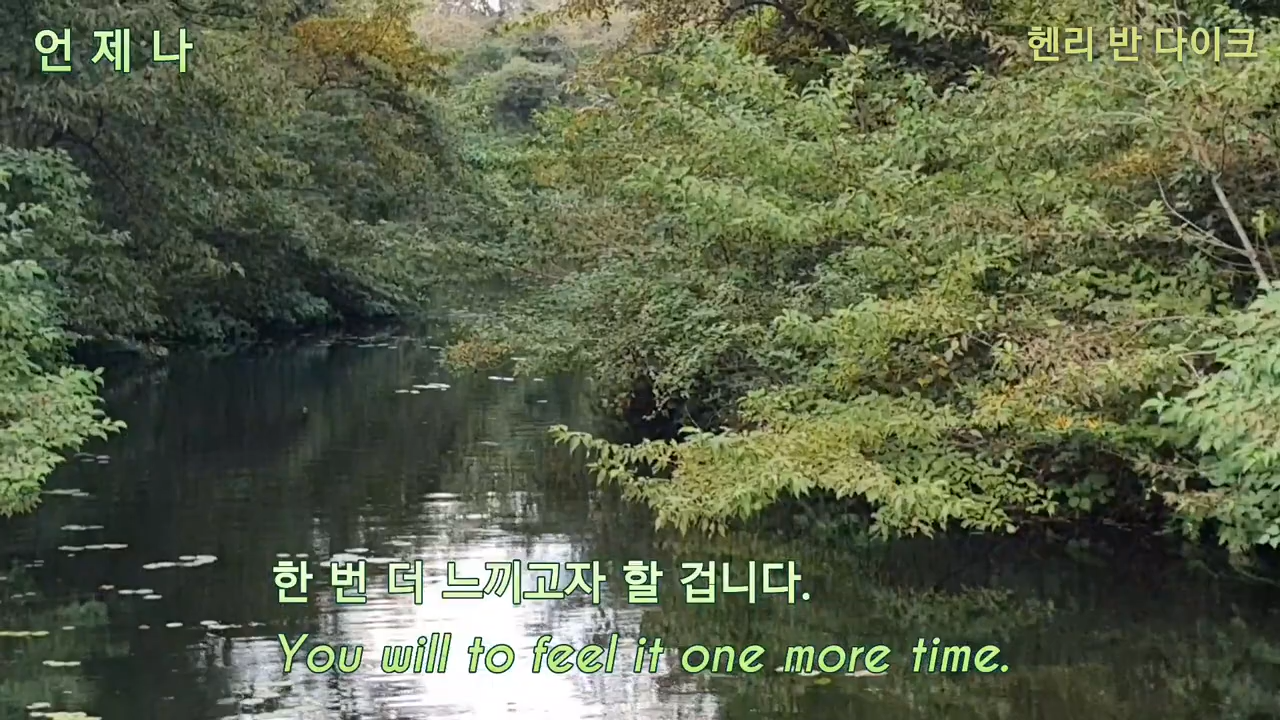 언 제 나
헨리 반 다이크
한 번 더 느끼고자 할 겁니다.
You will to feel it one more time.